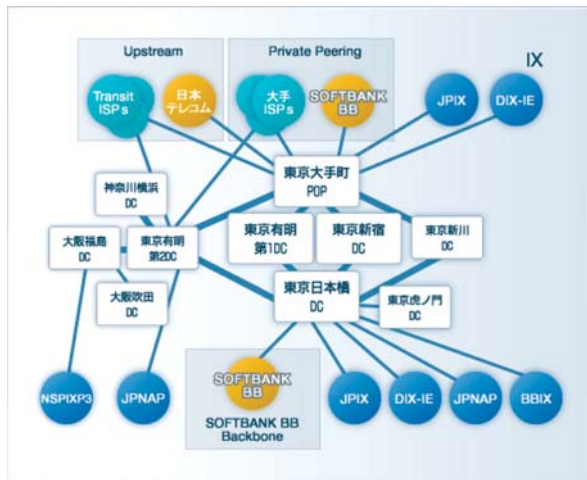 Upstream
Private Peering
IX
Transit
ISPs
日本
テレコム
大手
ISPs
SOFTBANK
BB
JPIX
DIX-IE
東京大手町
POP
神奈川横浜
DC
大阪福島
DC
東京有明
第2DC
東京有明
第1DC
東京新宿
DC
東京新川
DC
大阪吹田
DC
東京日本橋
DC
東京虎ノ門
DC
NSPIXP3
JPNAP
SOFTBANK
BB
SOFTBANK BB
Backbone
JPIX
DIX-IE
JPNAP
BBIX